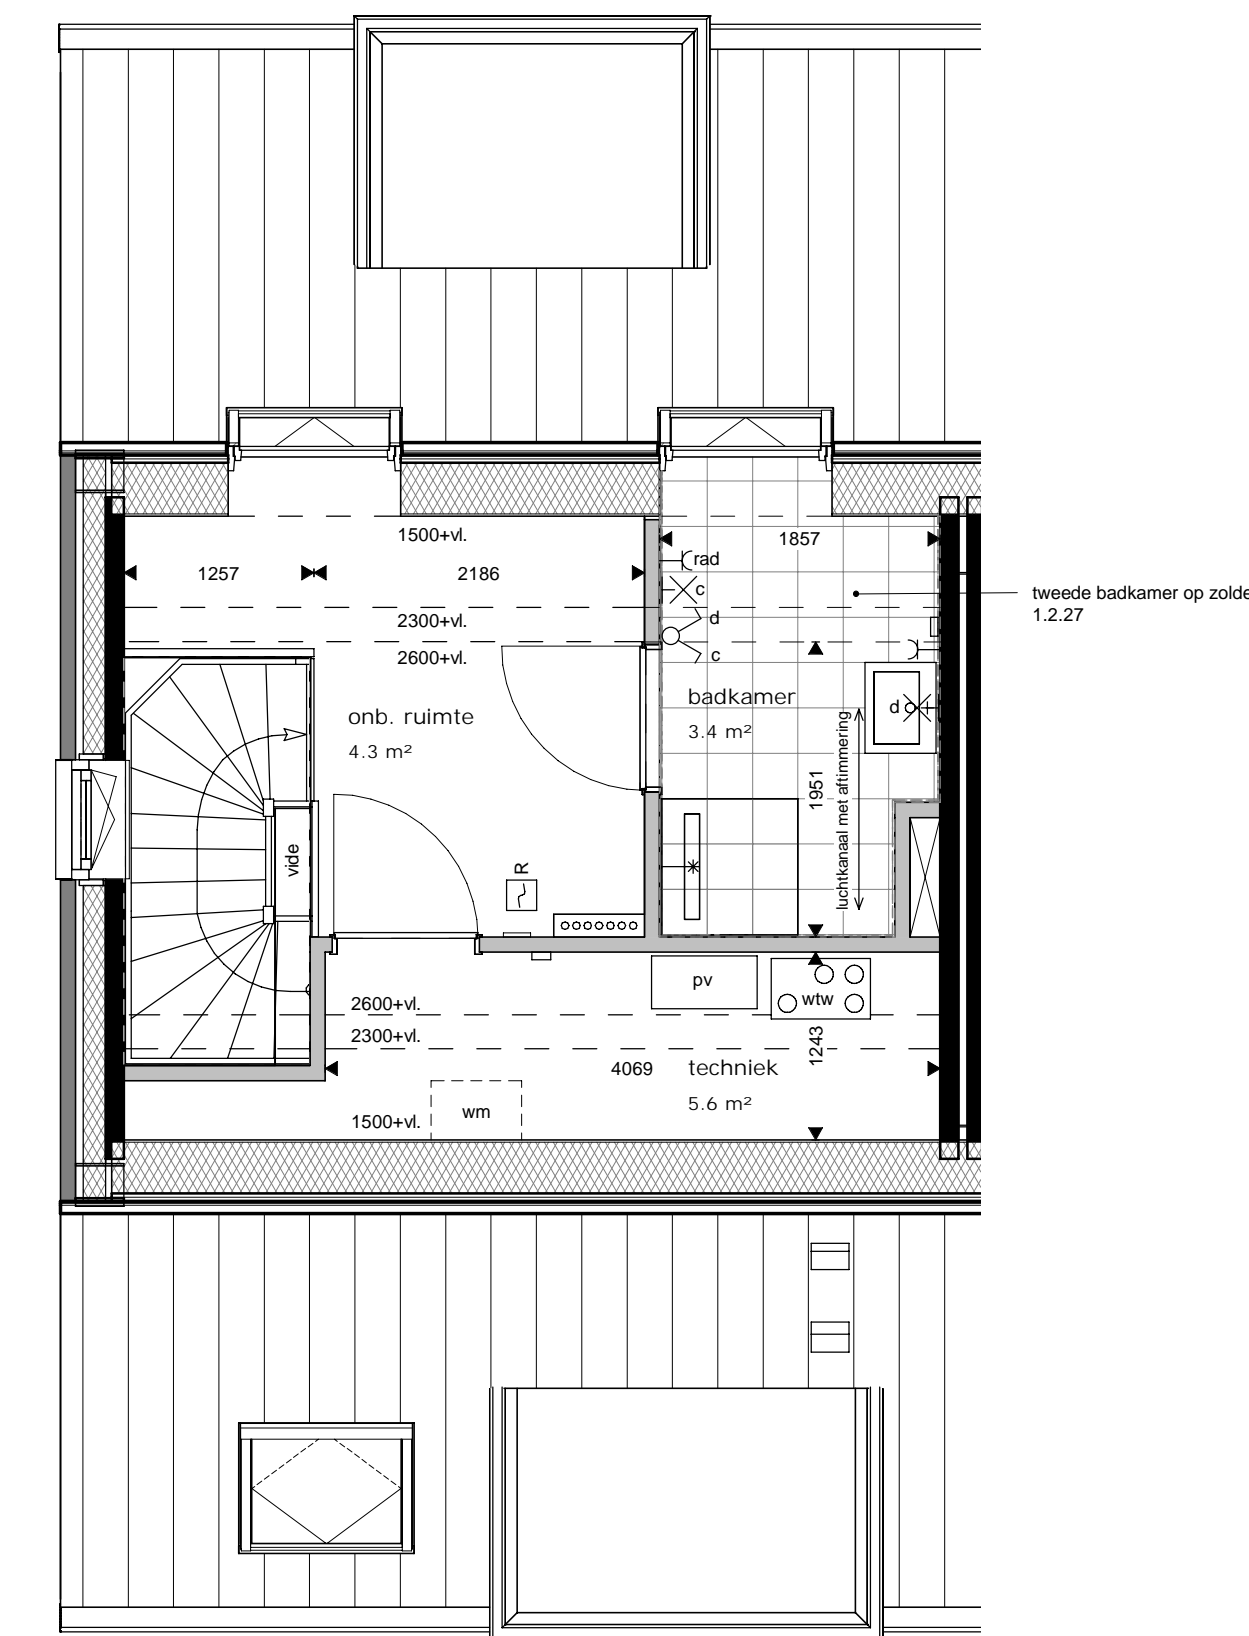 1500+vl.
1857
1257
2186
rad
c
tweede badkamer op zolde
1.2.27
2300+vl.
d
2600+vl.
c
badkamer
3.4 m²
onb. ruimte
4.3 m²
d
luchtkanaal met aftimmering
1951
vide
R
pv
wtw
2600+vl.
2300+vl.
1243
4069
techniek
5.6 m²
wm
1500+vl.